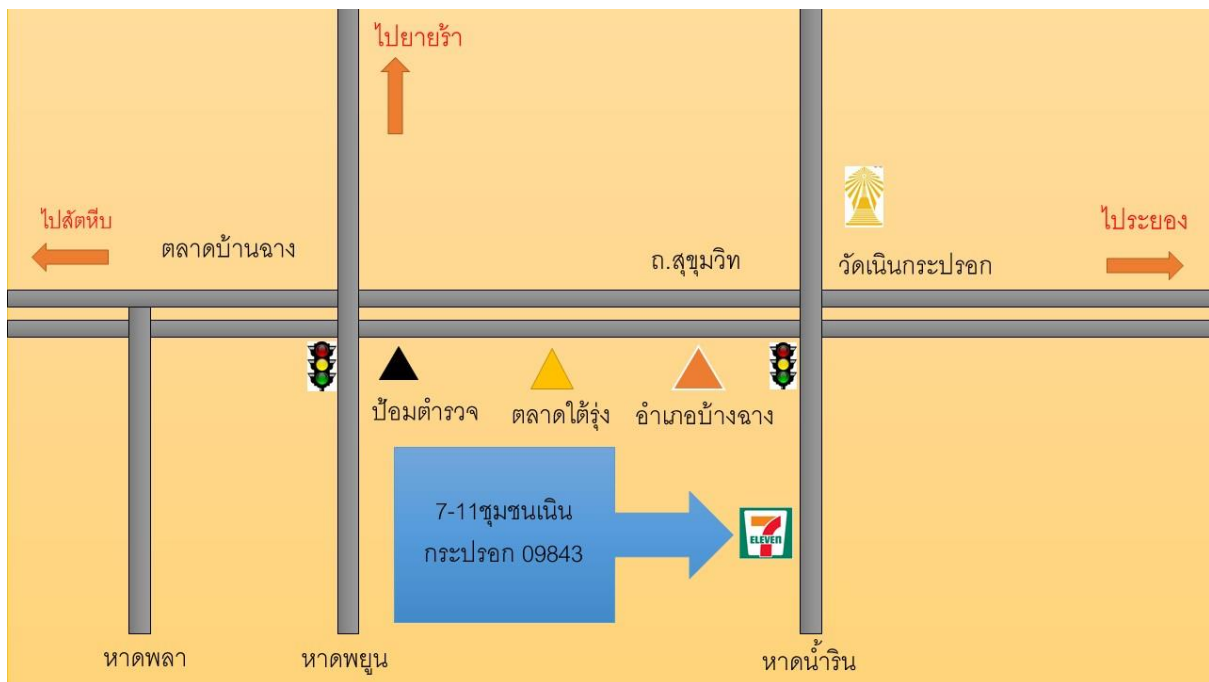 ไปยายร้า
ไปสัตหีบ
ตลาดบ้านฉาง
ถ.สุขุมวิท
วัดเนินกระปรอก
ไประยอง
ป้อมตำรวจ
ตลาดใต้รุ่ง
อำเภอบ้างฉาง
7-11ชุมชนเนิน
กระปรอก 09843
7
ELEVEN
หาดพลา
หาดพยูน
หาดน้ำริน